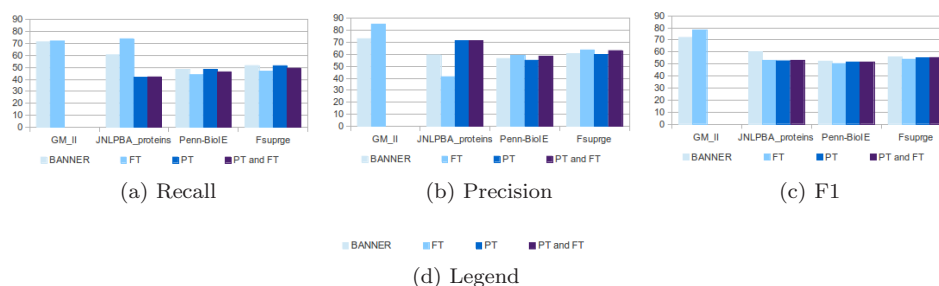 90
80
70
60
50
40
30
20
10
0
GM_II JNLPBA_proteins Penn-BioIE Fsuprge
BANNER FT PT PT and FT
(a) Recall
90
80
70
60
50
40
30
20
10
0
GM_II JNLPBA_proteins Penn-BioIE Fsuprge
BANNER FT PT PT and FT
(b) Precision
90
80
70
60
50
40
30
20
10
0
GM_II JNLPBA_proteins Penn-BioIE Fsuprge
BANNER FT PT PT and FT
(c) F1
BANNER FT PT PT and FT
(d) Legend